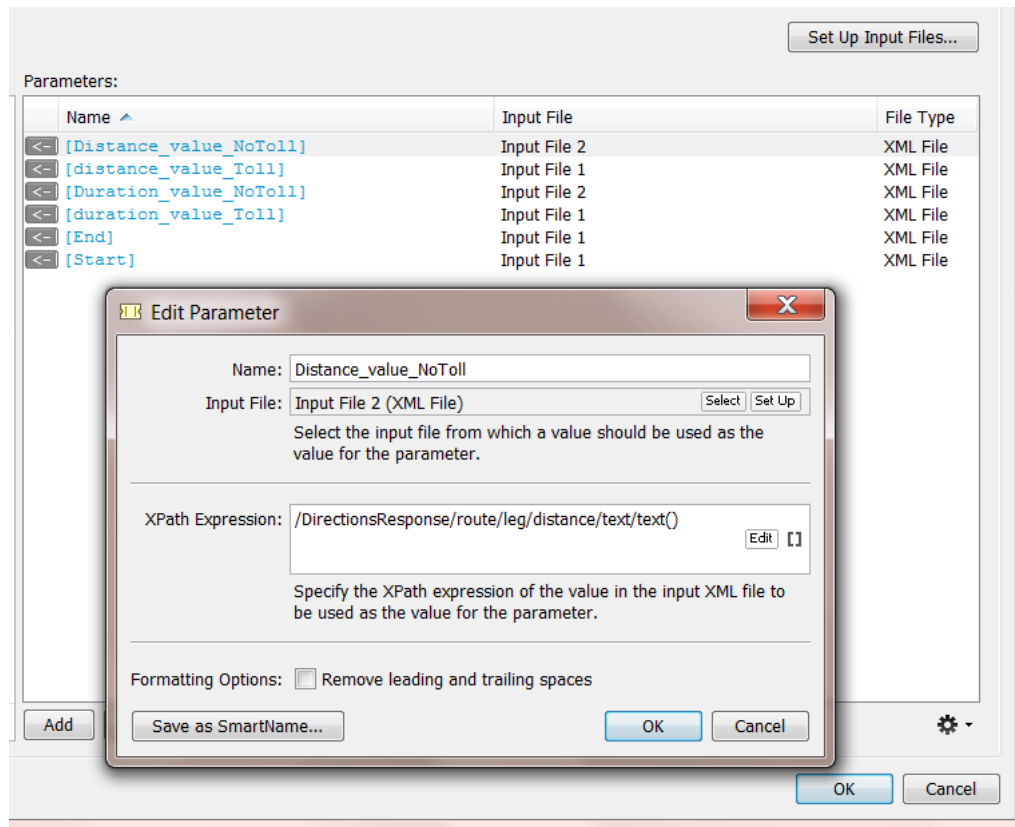 Set Up Input Files...
Parameters:
Name Input File File Type
<- [Distance_value_NoToll] Input File 2 XML File
<- [distance_value_Toll] Input File 1 XML File
<- [Duration_value_NoToll] Input File 2 XML File
<- [duration_value_Toll] Input File 1 XML File
<- [End] Input File 1 XML File
<- [Start] Input File 1 XML File
Edit Parameter X
Name: Distance_value_NoToll
Input File: Input File 2 (XML File) Select Set Up
Select the input file from which a value should be used as the
value for the parameter.
XPath Expression: /DirectionsResponse/route/leg/distance/text/text()
Edit []
Specify the XPath expression of the value in the input XML file to
be used as the value for the parameter.
Formatting Options: Remove leading and trailing spaces
Add Save as SmartName... OK Cancel
OK Cancel